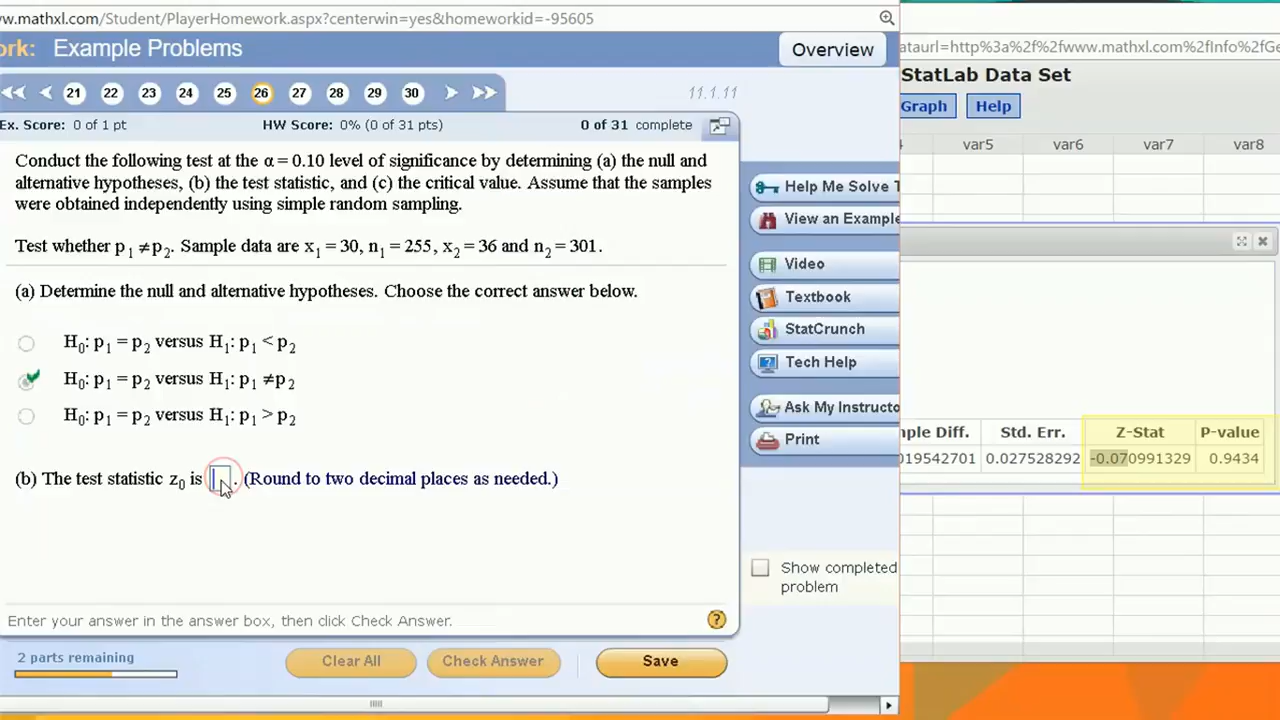 w.mathxl.com/Student/PlayerHomework.aspx?centerwin=yes&homeworkid=-95605
ork: Example Problems
Overview
21 22 23 24 25 26 27 28 29 30
11.1.11
Ex. Score: 0 of 1 pt HW Score: 0% (0 of 31 pts) 0 of 31 complete
Conduct the following test at the α = 0.10 level of significance by determining (a) the null and
alternative hypotheses, (b) the test statistic, and (c) the critical value. Assume that the samples
were obtained independently using simple random sampling.
Test whether p₁ ≠ p₂. Sample data are x₁ = 30, n₁ = 255, x₂ = 36 and n₂ = 301.
(a) Determine the null and alternative hypotheses. Choose the correct answer below.
H₀: p₁ = p₂ versus H₁: p₁ < p₂
H₀: p₁ = p₂ versus H₁: p₁ ≠ p₂
H₀: p₁ = p₂ versus H₁: p₁ > p₂
(b) The test statistic z₀ is . (Round to two decimal places as needed.)
Enter your answer in the answer box, then click Check Answer.
?
2 parts remaining
Clear All
Check Answer
Save
Help Me Solve T
View an Example
Video
Textbook
StatCrunch
Tech Help
Ask My Instructo
Print
Show completed
problem
ataurl=http%3a%2f%2fwww.mathxl.com%2fInfo%2fGe
StatLab Data Set
Graph Help
4 var5 var6 var7 var8
nple Diff. Std. Err. Z-Stat P-value
019542701 0.027528292 -0.070991329 0.9434